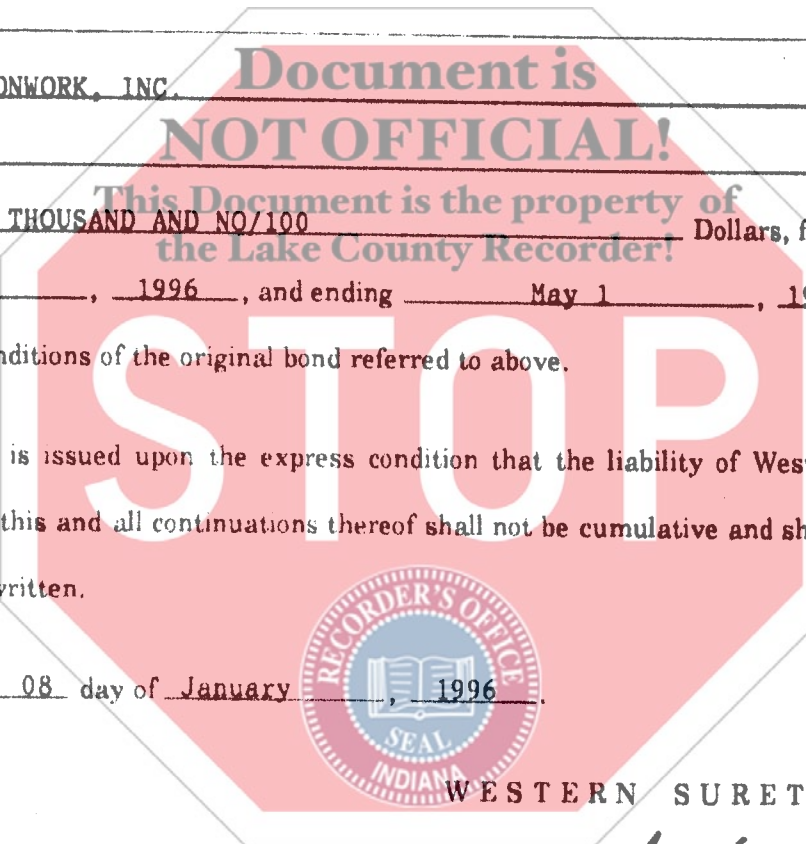 Document is
ONWORK, INC.
NOT OFFICIAL!
This Document is the property of
THOUSAND AND NO/100 Dollars, f
the Lake County Recorder!
, 1996 , and ending May 1 , 19
nditions of the original bond referred to above.
STOP
is issued upon the express condition that the liability of Wes
this and all continuations thereof shall not be cumulative and sh
written.
RECORDER'S OFFICE
08 day of January , 1996 .
SEAL
INDIANA
WESTERN SURET